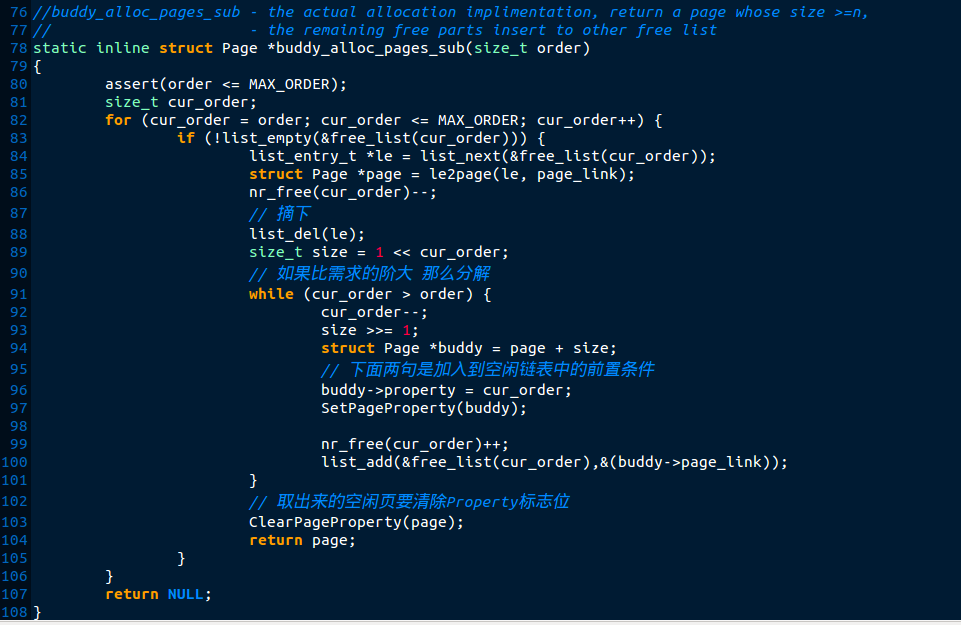 76 //buddy_alloc_pages_sub - the actual allocation implimentation, return a page whose size >=n,
77 //                      - the remaining free parts insert to other free list
78 static inline struct Page *buddy_alloc_pages_sub(size_t order)
79 {
80         assert(order <= MAX_ORDER);
81         size_t cur_order;
82         for (cur_order = order; cur_order <= MAX_ORDER; cur_order++) {
83                 if (!list_empty(&free_list(cur_order))) {
84                         list_entry_t *le = list_next(&free_list(cur_order));
85                         struct Page *page = le2page(le, page_link);
86                         nr_free(cur_order)--;
87                         // 摘下
88                         list_del(le);
89                         size_t size = 1 << cur_order;
90                         // 如果比需求的阶大 那么分解
91                         while (cur_order > order) {
92                                 cur_order--;
93                                 size >>= 1;
94                                 struct Page *buddy = page + size;
95                                 // 下面两句是加入到空闲链表中的前置条件
96                                 buddy->property = cur_order;
97                                 SetPageProperty(buddy);
98
99                                 nr_free(cur_order)++;
100                                 list_add(&free_list(cur_order),&(buddy->page_link));
101                         }
102                         // 取出来的空闲页要清除Property标志位
103                         ClearPageProperty(page);
104                         return page;
105                 }
106         }
107         return NULL;
108 }